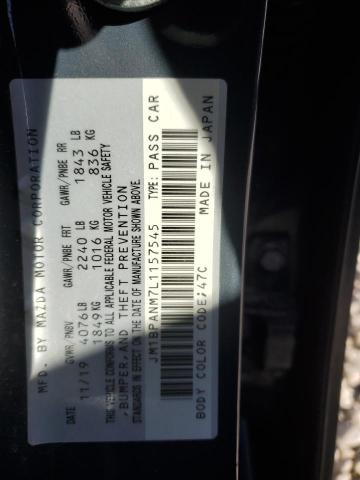 MFD. BY MAZDA MOTOR CORPORATION
DATE GVWR/PNBV GAWR/PNBE FRT GAWR/PNBE RR
11/19 4076LB 2240 LB 1843 LB
1849KG 1016 KG 836 KG
THIS VEHICLE CONFORMS TO ALL APPLICABLE FEDERAL MOTOR VEHICLE SAFETY
, BUMPER, AND THEFT PREVENTION
STANDARDS IN EFFECT ON THE DATE OF MANUFACTURE SHOWN ABOVE.
JM1BPANM7L1157545 TYPE: PASS CAR
BODY COLOR CODE:47C MADE IN JAPAN